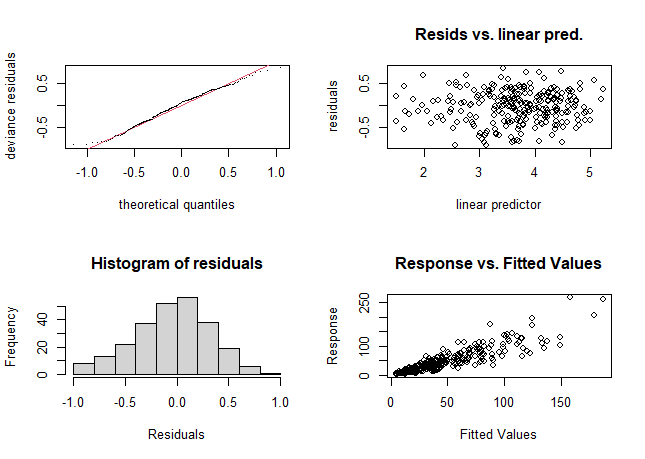 deviance residuals
0.5
-0.5
-1.0 -0.5 0.0 0.5 1.0
theoretical quantiles
Resids vs. linear pred.
residuals
0.5
-0.5
2 3 4 5
linear predictor
Histogram of residuals
Frequency
40
20
0
-1.0 -0.5 0.0 0.5 1.0
Residuals
Response vs. Fitted Values
Response
250
100
0
0 50 100 150
Fitted Values